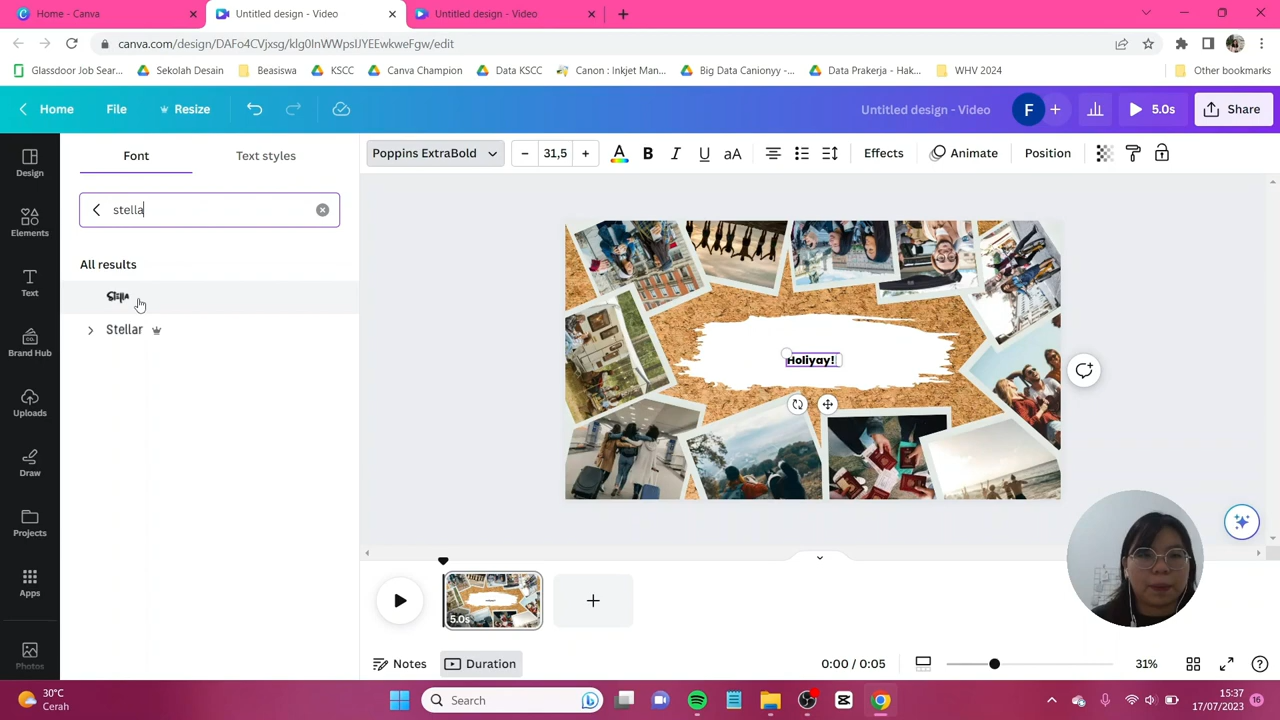 Home - Canva
Untitled design - Video
Untitled design - Video
canva.com/design/DAFo4CVjxsg/klg0InWWpsIJYEEwkweFgw/edit
Glassdoor Job Sear...
Sekolah Desain
Beasiswa
KSCC
Canva Champion
Data KSCC
Canon : Inkjet Man...
Big Data Canionyy -...
Data Prakerja - Hak...
WHV 2024
Other bookmarks
Home
File
Resize
Untitled design - Video
F
5.0s
Share
Design
Elements
Text
Brand Hub
Uploads
Draw
Projects
Apps
Photos
Font
Text styles
stella
All results
Stella
Stellar
Poppins ExtraBold
31,5
A
B
I
U
aA
Effects
Animate
Position
Holiyay!
5.0s
Notes
Duration
0:00 / 0:05
31%
30°C
Cerah
Search
15:37
17/07/2023
16